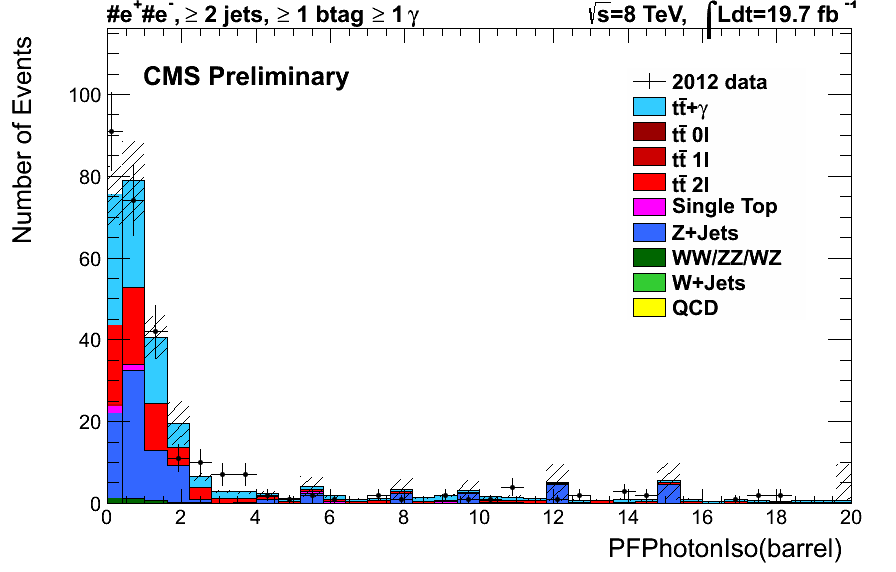 #e⁺#e⁻, ≥ 2 jets, ≥ 1 btag ≥ 1 γ √s=8 TeV, ∫Ldt=19.7 fb⁻¹
CMS Preliminary
2012 data
tt̄+γ
tt̄ 0l
tt̄ 1l
tt̄ 2l
Single Top
Z+Jets
WW/ZZ/WZ
W+Jets
QCD
Number of Events
100
80
60
40
20
0
0 2 4 6 8 10 12 14 16 18 20
PFPhotonIso(barrel)